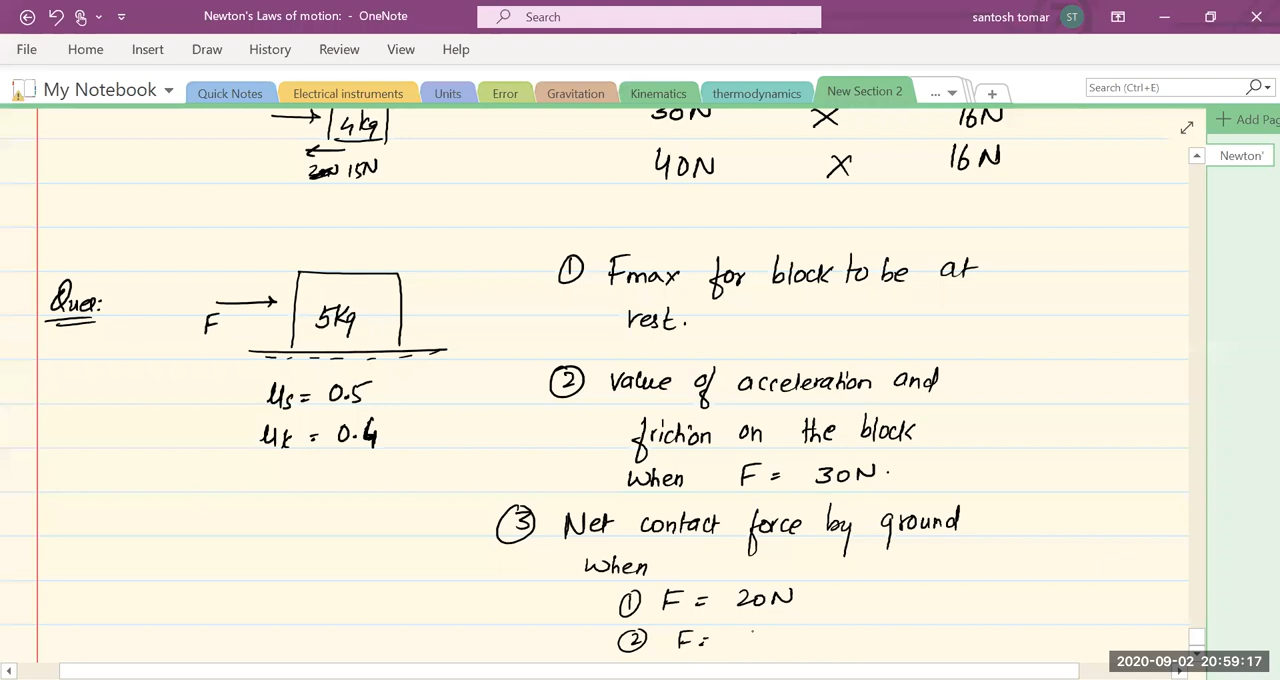 Newton's Laws of motion: - OneNote
Search
santosh tomar
ST
File Home Insert Draw History Review View Help
My Notebook
Quick Notes Electrical instruments Units Error Gravitation Kinematics thermodynamics New Section 2 ...
Search (Ctrl+E)
Add Pag
Newton'
4kg 30N X 16N
15N 40N X 16N
Ques:
F
5kg
μs = 0.5
μk = 0.4
① Fmax for block to be at
rest.
② Value of acceleration and
friction on the block
when F = 30N.
③ Net contact force by ground
when
① F = 20N
② F =
2020-09-02 20:59:17